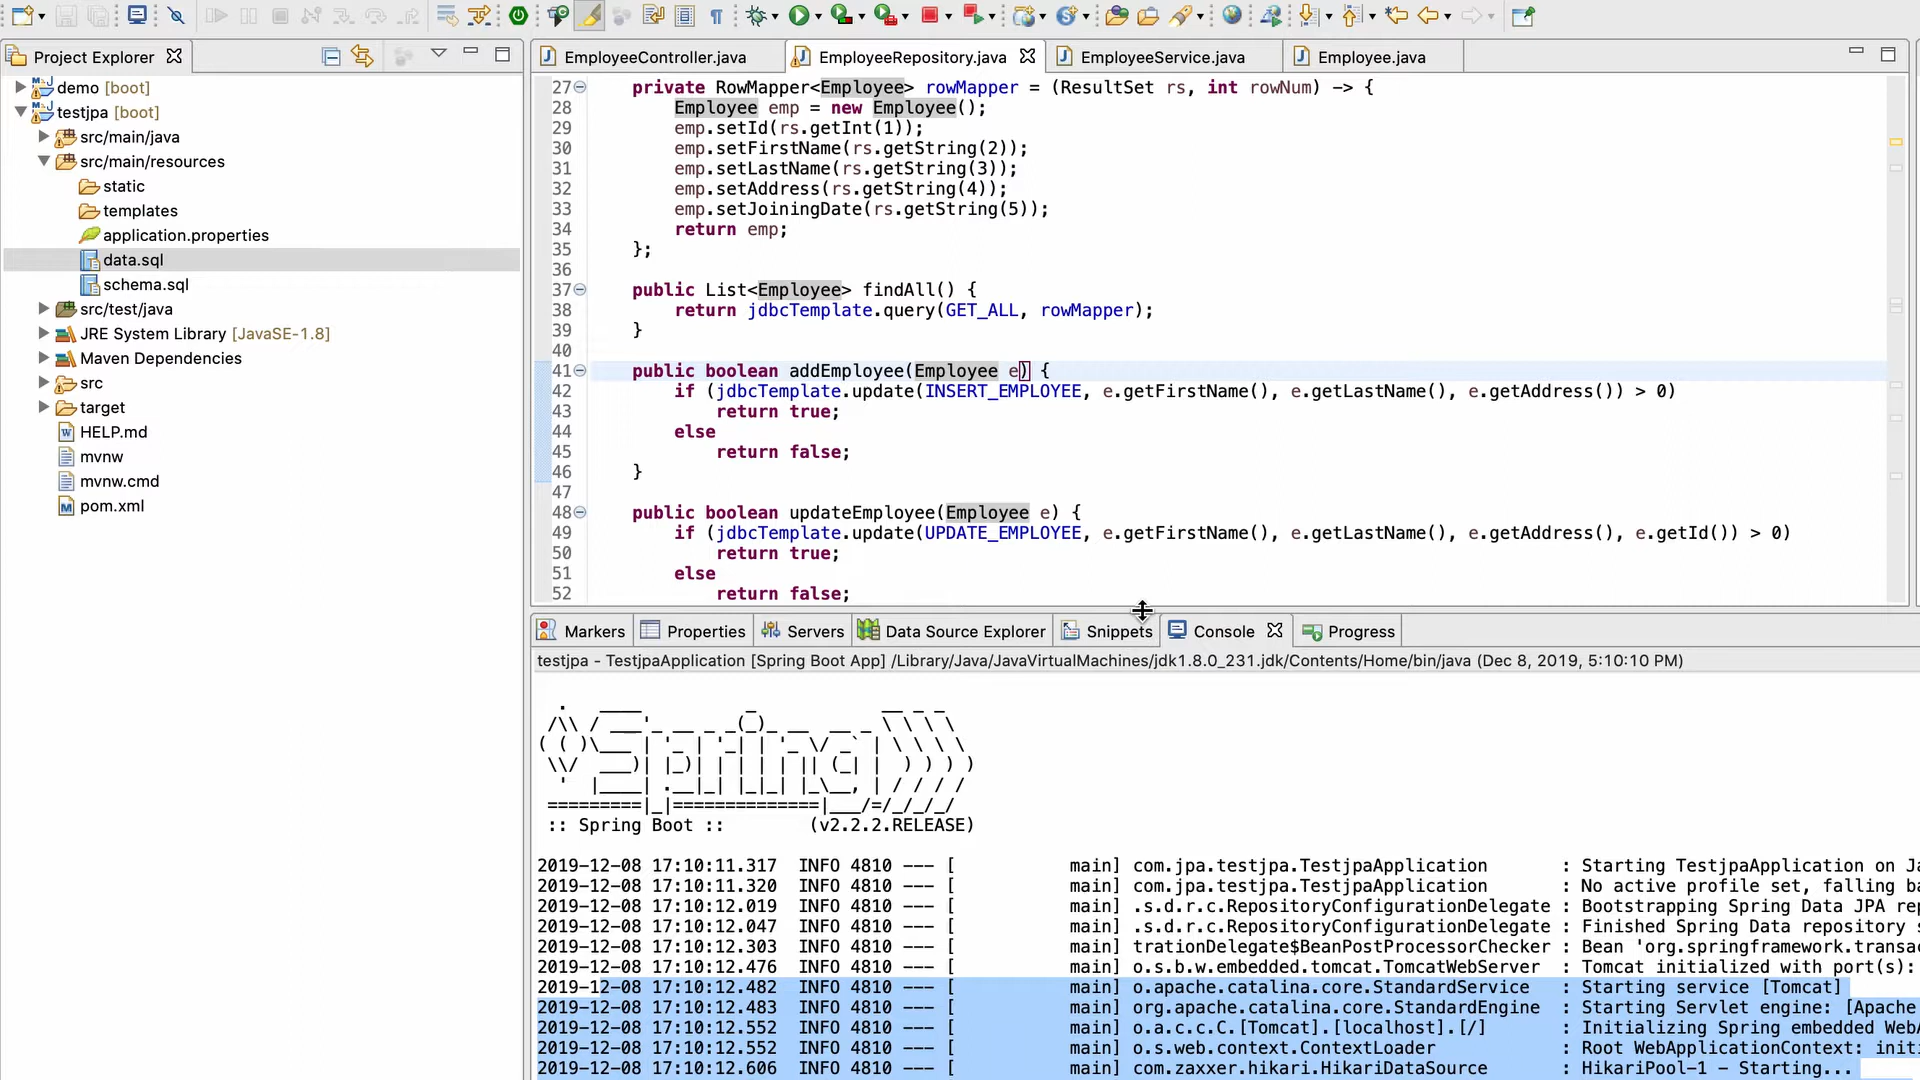 Project Explorer
demo [boot]
testjpa [boot]
src/main/java
src/main/resources
static
templates
application.properties
data.sql
schema.sql
src/test/java
JRE System Library [JavaSE-1.8]
Maven Dependencies
src
target
HELP.md
mvnw
mvnw.cmd
pom.xml
EmployeeController.java EmployeeRepository.java EmployeeService.java Employee.java
27 private RowMapper<Employee> rowMapper = (ResultSet rs, int rowNum) -> {
28 Employee emp = new Employee();
29 emp.setId(rs.getInt(1));
30 emp.setFirstName(rs.getString(2));
31 emp.setLastName(rs.getString(3));
32 emp.setAddress(rs.getString(4));
33 emp.setJoiningDate(rs.getString(5));
34 return emp;
35 };
36
37 public List<Employee> findAll() {
38 return jdbcTemplate.query(GET_ALL, rowMapper);
39 }
40
41 public boolean addEmployee(Employee e) {
42 if (jdbcTemplate.update(INSERT_EMPLOYEE, e.getFirstName(), e.getLastName(), e.getAddress()) > 0)
43 return true;
44 else
45 return false;
46 }
47
48 public boolean updateEmployee(Employee e) {
49 if (jdbcTemplate.update(UPDATE_EMPLOYEE, e.getFirstName(), e.getLastName(), e.getAddress(), e.getId()) > 0)
50 return true;
51 else
52 return false;
Markers Properties Servers Data Source Explorer Snippets Console Progress
testjpa - TestjpaApplication [Spring Boot App] /Library/Java/JavaVirtualMachines/jdk1.8.0_231.jdk/Contents/Home/bin/java (Dec 8, 2019, 5:10:10 PM)
Spring
:: Spring Boot :: (v2.2.2.RELEASE)
2019-12-08 17:10:11.317 INFO 4810 --- [ main] com.jpa.testjpa.TestjpaApplication : Starting TestjpaApplication on Ja
2019-12-08 17:10:11.320 INFO 4810 --- [ main] com.jpa.testjpa.TestjpaApplication : No active profile set, falling ba
2019-12-08 17:10:12.019 INFO 4810 --- [ main] .s.d.r.c.RepositoryConfigurationDelegate : Bootstrapping Spring Data JPA rep
2019-12-08 17:10:12.047 INFO 4810 --- [ main] .s.d.r.c.RepositoryConfigurationDelegate : Finished Spring Data repository s
2019-12-08 17:10:12.303 INFO 4810 --- [ main] trationDelegate$BeanPostProcessorChecker : Bean 'org.springframework.transac
2019-12-08 17:10:12.476 INFO 4810 --- [ main] o.s.b.w.embedded.tomcat.TomcatWebServer : Tomcat initialized with port(s):
2019-12-08 17:10:12.482 INFO 4810 --- [ main] o.apache.catalina.core.StandardService : Starting service [Tomcat]
2019-12-08 17:10:12.483 INFO 4810 --- [ main] org.apache.catalina.core.StandardEngine : Starting Servlet engine: [Apache
2019-12-08 17:10:12.552 INFO 4810 --- [ main] o.a.c.c.C.[Tomcat].[localhost].[/] : Initializing Spring embedded WebA
2019-12-08 17:10:12.552 INFO 4810 --- [ main] o.s.web.context.ContextLoader : Root WebApplicationContext: initi
2019-12-08 17:10:12.606 INFO 4810 --- [ main] com.zaxxer.hikari.HikariDataSource : HikariPool-1 - Starting...